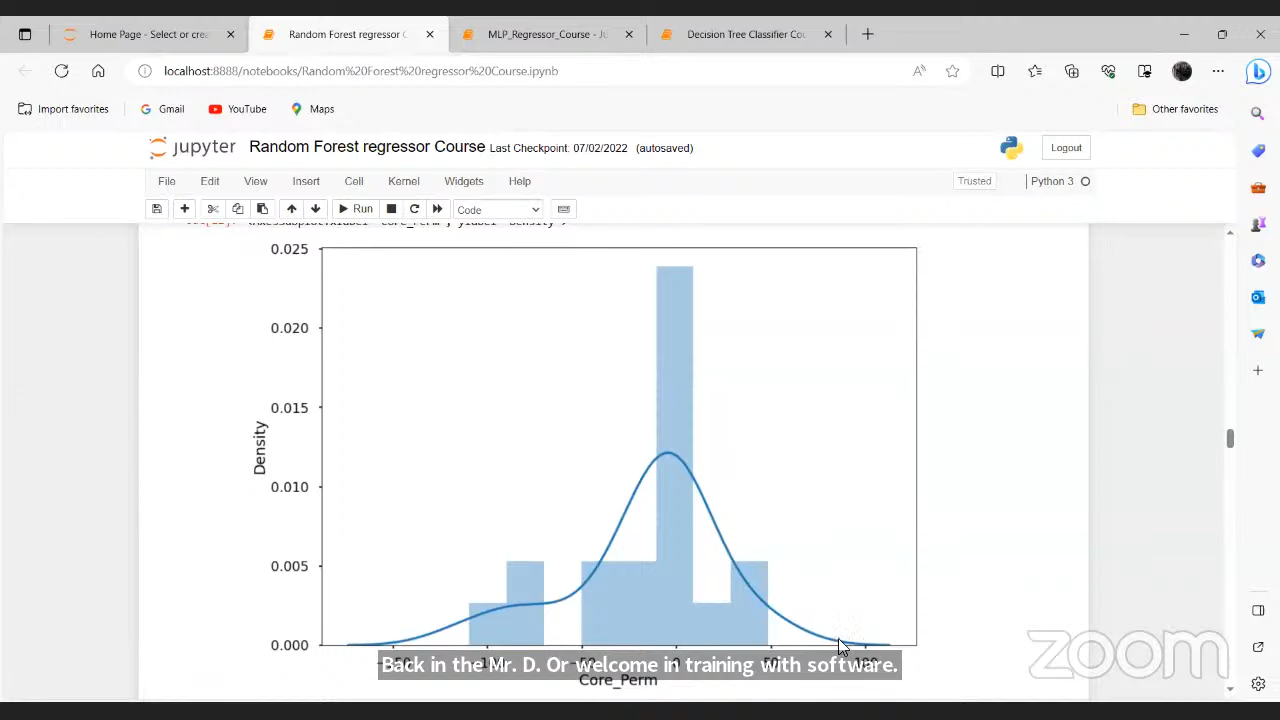 Home Page - Select or crea
Random Forest regressor C
MLP_Regressor_Course - Ju
Decision Tree Classifier Cou
localhost:8888/notebooks/Random%20Forest%20regressor%20Course.ipynb
Import favorites
Gmail
YouTube
Maps
Other favorites
jupyter
Random Forest regressor Course Last Checkpoint: 07/02/2022 (autosaved)
Logout
File Edit View Insert Cell Kernel Widgets Help
Trusted
Python 3
Run
Code
0.025
0.020
0.015
0.010
0.005
0.000
Density
Back in the Mr. D. Or welcome in training with software.
Core_Perm
zoom